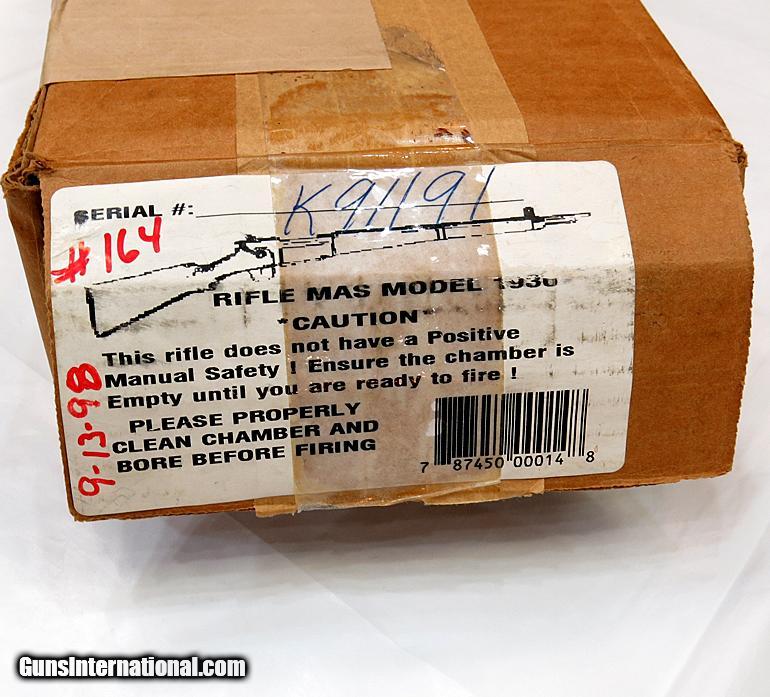 SERIAL #: K91191
#164
RIFLE MAS MODEL 1936
*CAUTION*
This rifle does not have a Positive
Manual Safety ! Ensure the chamber is
Empty until you are ready to fire !
PLEASE PROPERLY
CLEAN CHAMBER AND
BORE BEFORE FIRING
9-13-98
7 87450 00014 8
GunsInternational.com